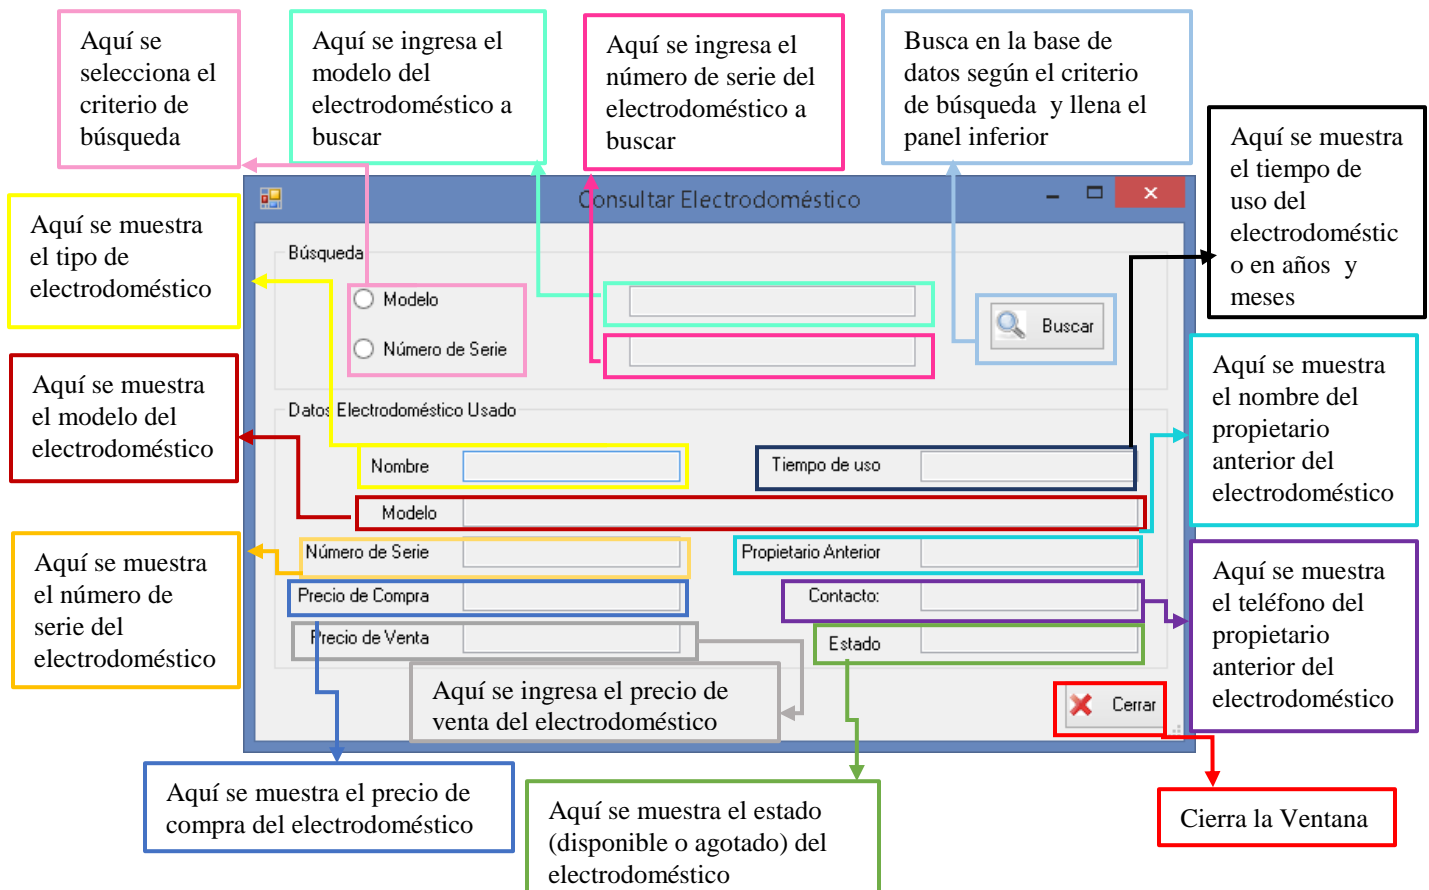 Aquí se
selecciona el
criterio de
búsqueda
Aquí se ingresa el
modelo del
electrodoméstico a
buscar
Aquí se ingresa el
número de serie del
electrodoméstico a
buscar
Busca en la base de
datos según el criterio
de búsqueda y llena el
panel inferior
Aquí se muestra
el tiempo de
uso del
electrodoméstic
o en años y
meses
Aquí se muestra
el tipo de
electrodoméstico
Consultar Electrodoméstico
Búsqueda
Modelo
Número de Serie
Buscar
Aquí se muestra
el modelo del
electrodoméstico
Aquí se muestra
el nombre del
propietario
anterior del
electrodoméstico
Datos Electrodoméstico Usado
Nombre
Tiempo de uso
Modelo
Número de Serie
Propietario Anterior
Precio de Compra
Contacto:
Precio de Venta
Estado
Cerrar
Aquí se muestra
el número de
serie del
electrodoméstico
Aquí se muestra
el teléfono del
propietario
anterior del
electrodoméstico
Aquí se ingresa el precio de
venta del electrodoméstico
Aquí se muestra el precio de
compra del electrodoméstico
Aquí se muestra el estado
(disponible o agotado) del
electrodoméstico
Cierra la Ventana